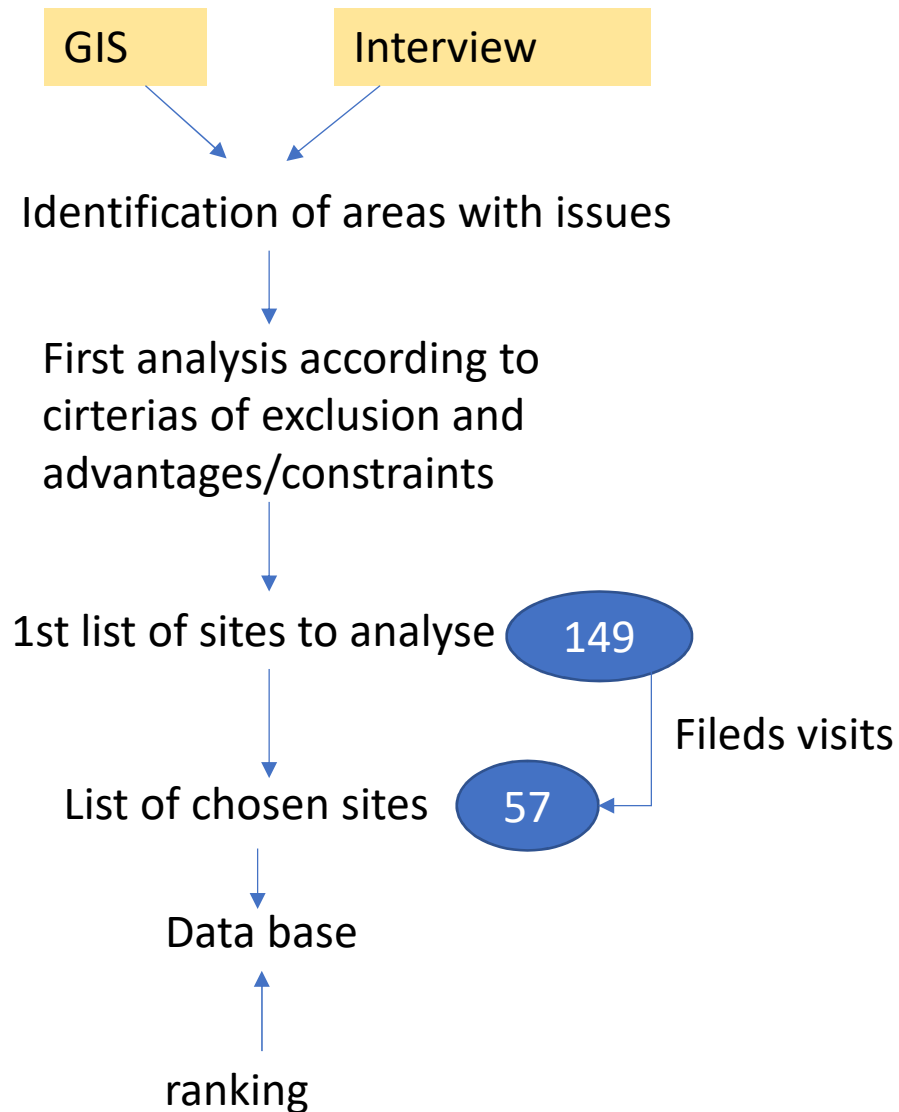 GIS
Interview
Identification of areas with issues
First analysis according to
cirterias of exclusion and
advantages/constraints
1st list of sites to analyse
149
Fileds visits
List of chosen sites
57
Data base
ranking